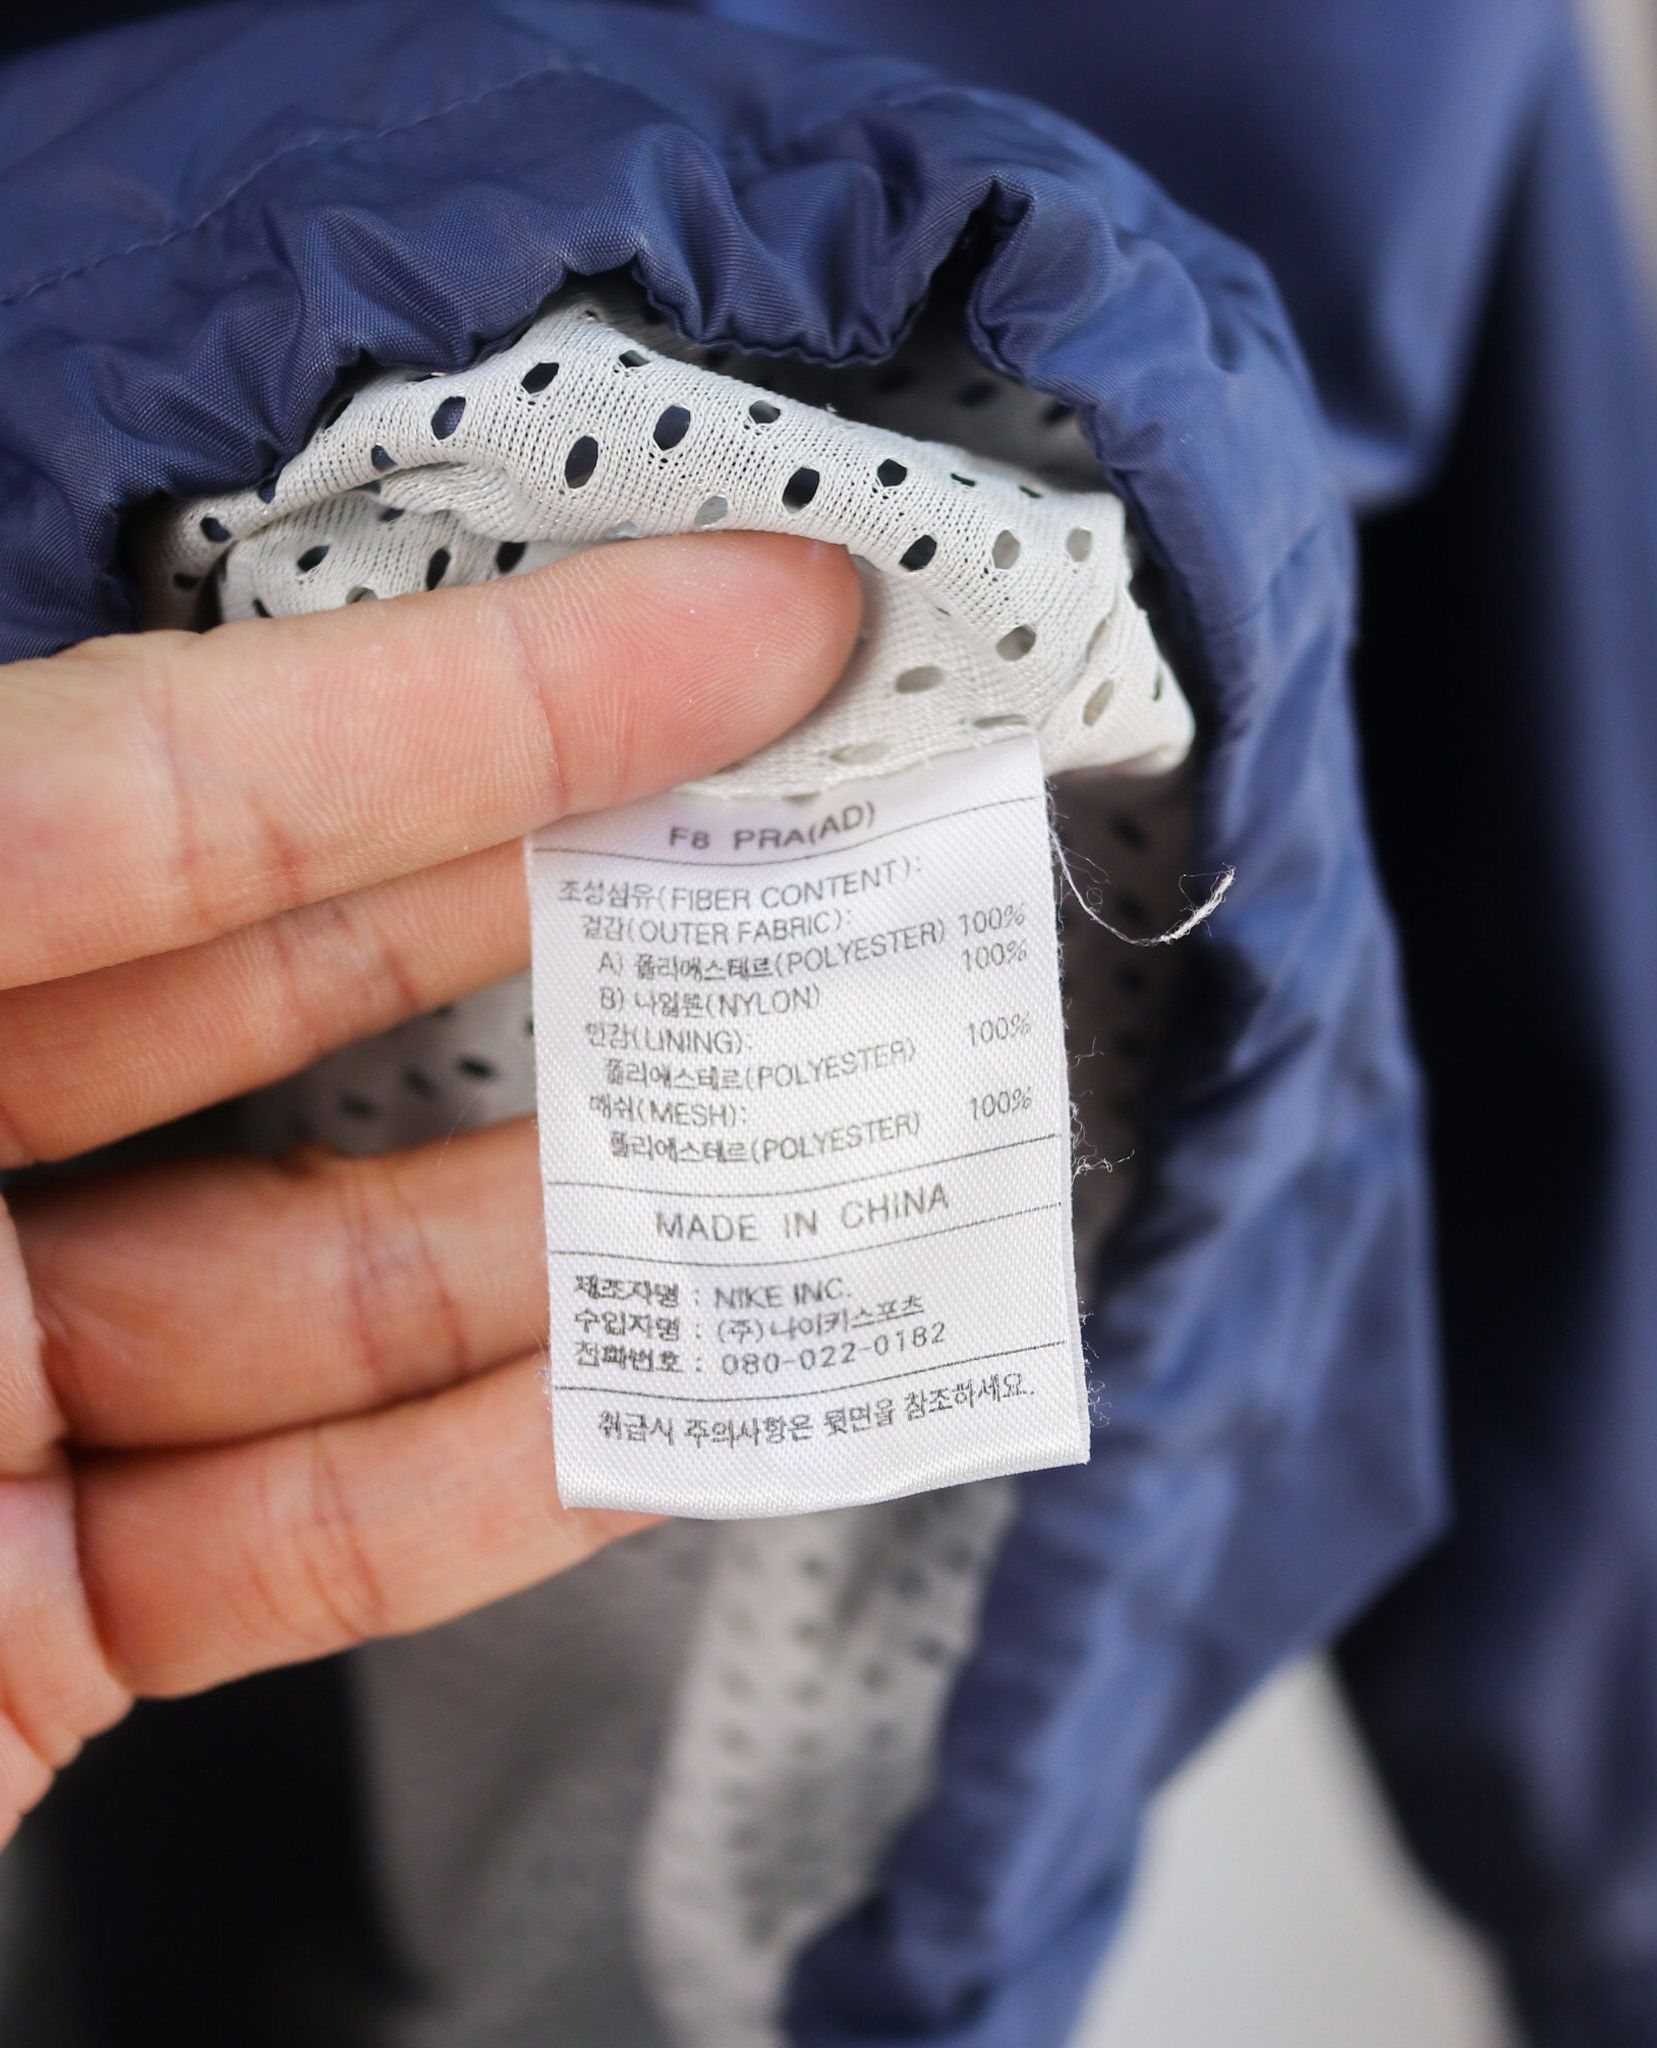 F8 PRA(AD)
조성섬유(FIBER CONTENT):
겉감(OUTER FABRIC):
A) 폴리에스테르(POLYESTER) 100%
B) 나일론(NYLON) 100%
안감(LINING):
폴리에스테르(POLYESTER) 100%
매쉬(MESH):
폴리에스테르(POLYESTER) 100%
MADE IN CHINA
제조자명 : NIKE INC.
수입자명 : (주)나이키스포츠
전화번호 : 080-022-0182
취급시 주의사항은 뒷면을 참조하세요.